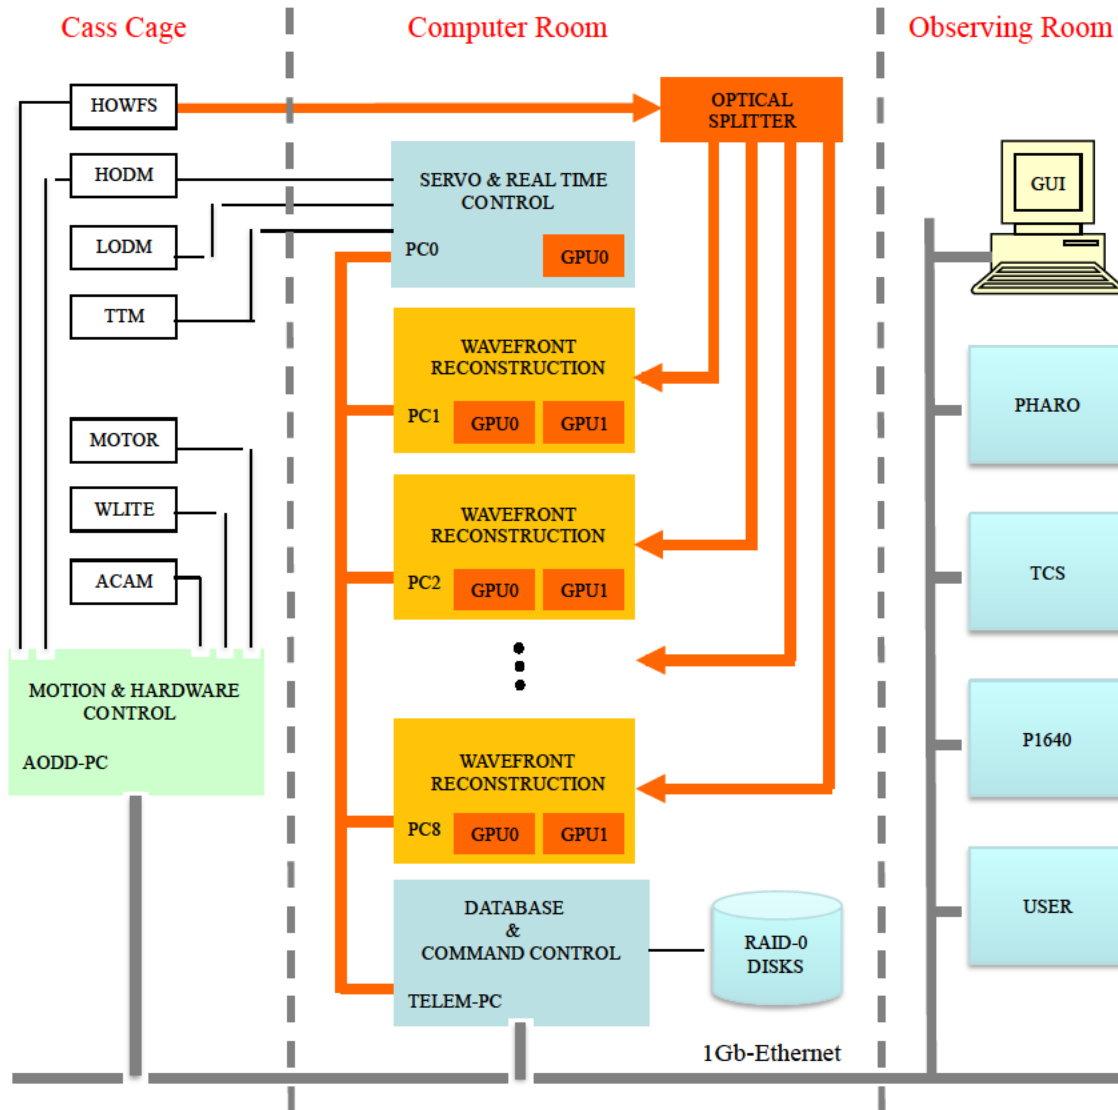 Cass Cage
Computer Room
Observing Room
HOWFS
HODM
LODM
TTM
MOTOR
WLITE
ACAM
MOTION & HARDWARE
CONTROL
AODD-PC
OPTICAL
SPLITTER
SERVO & REAL TIME
CONTROL
PC0
GPU0
WAVEFRONT
RECONSTRUCTION
PC1
GPU0
GPU1
WAVEFRONT
RECONSTRUCTION
PC2
GPU0
GPU1
WAVEFRONT
RECONSTRUCTION
PC8
GPU0
GPU1
DATABASE
&
COMMAND CONTROL
TELEM-PC
RAID-0
DISKS
1Gb-Ethernet
GUI
PHARO
TCS
P1640
USER